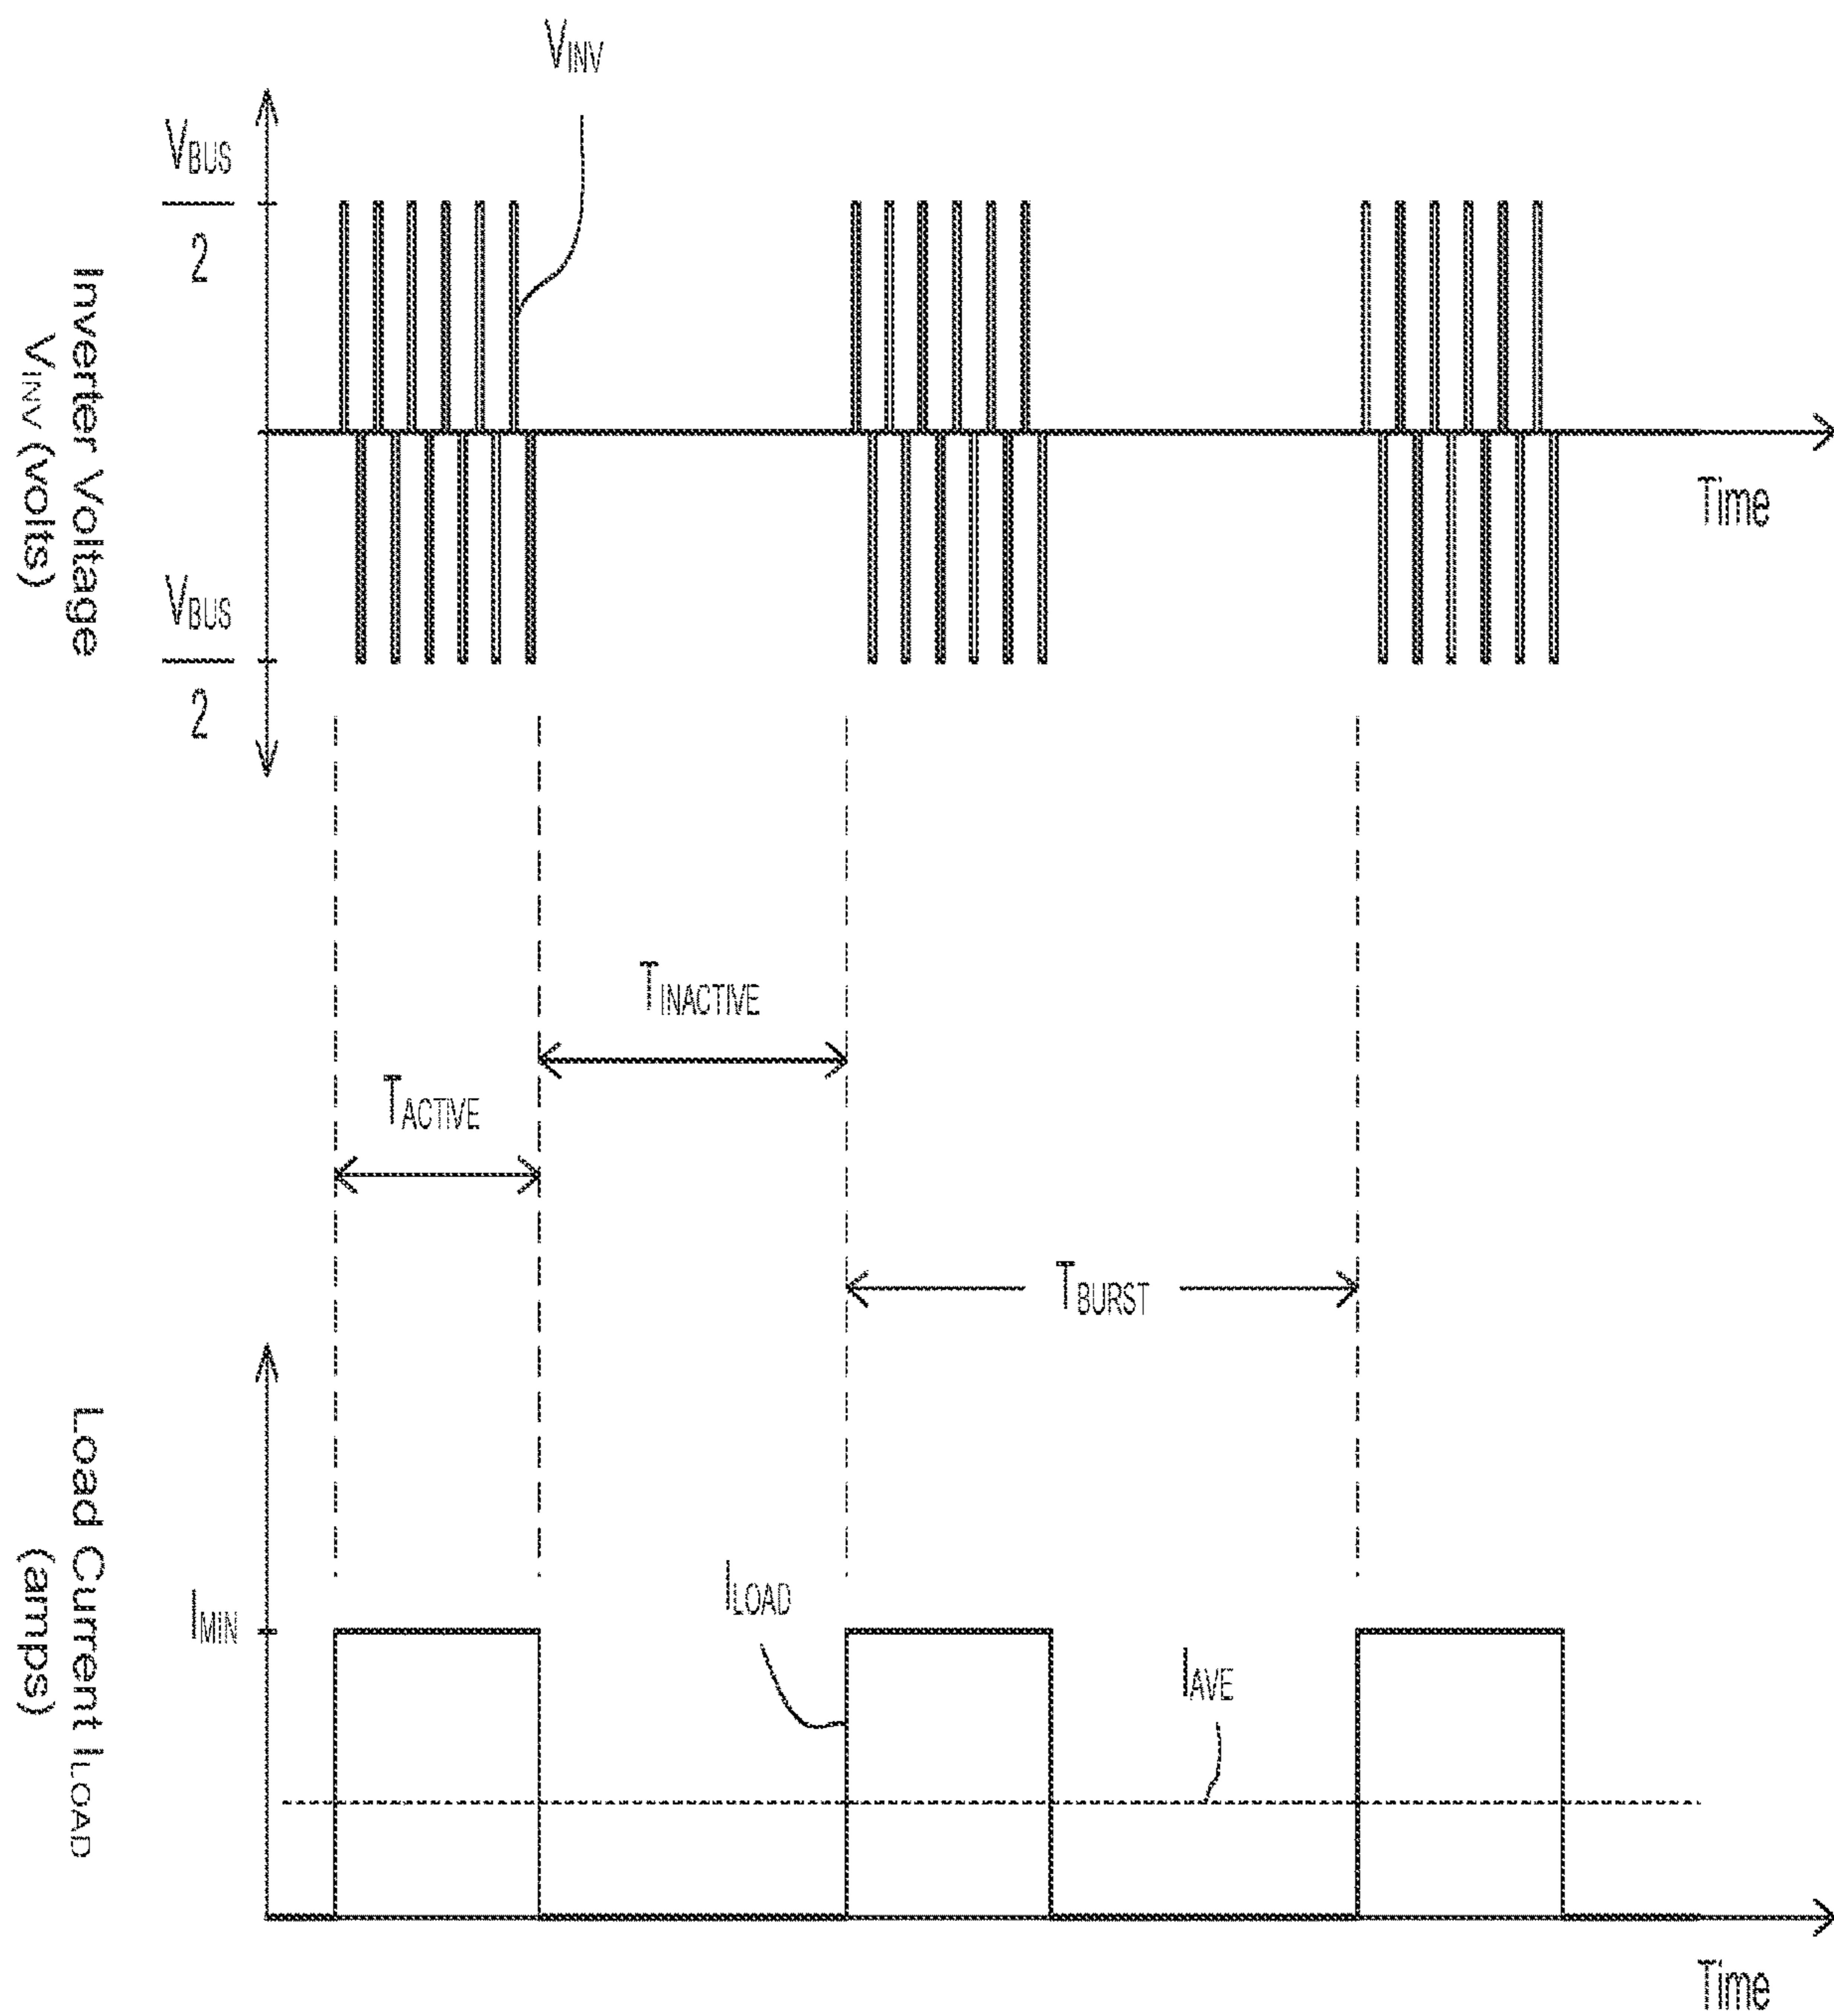 VINV
VBUS
2
Inverter Voltage
VINV (volts)
Time
VBUS
2
TINACTIVE
TACTIVE
TBURST
Load Current ILOAD
(amps)
IMIN
ILOAD
IAVE
Time